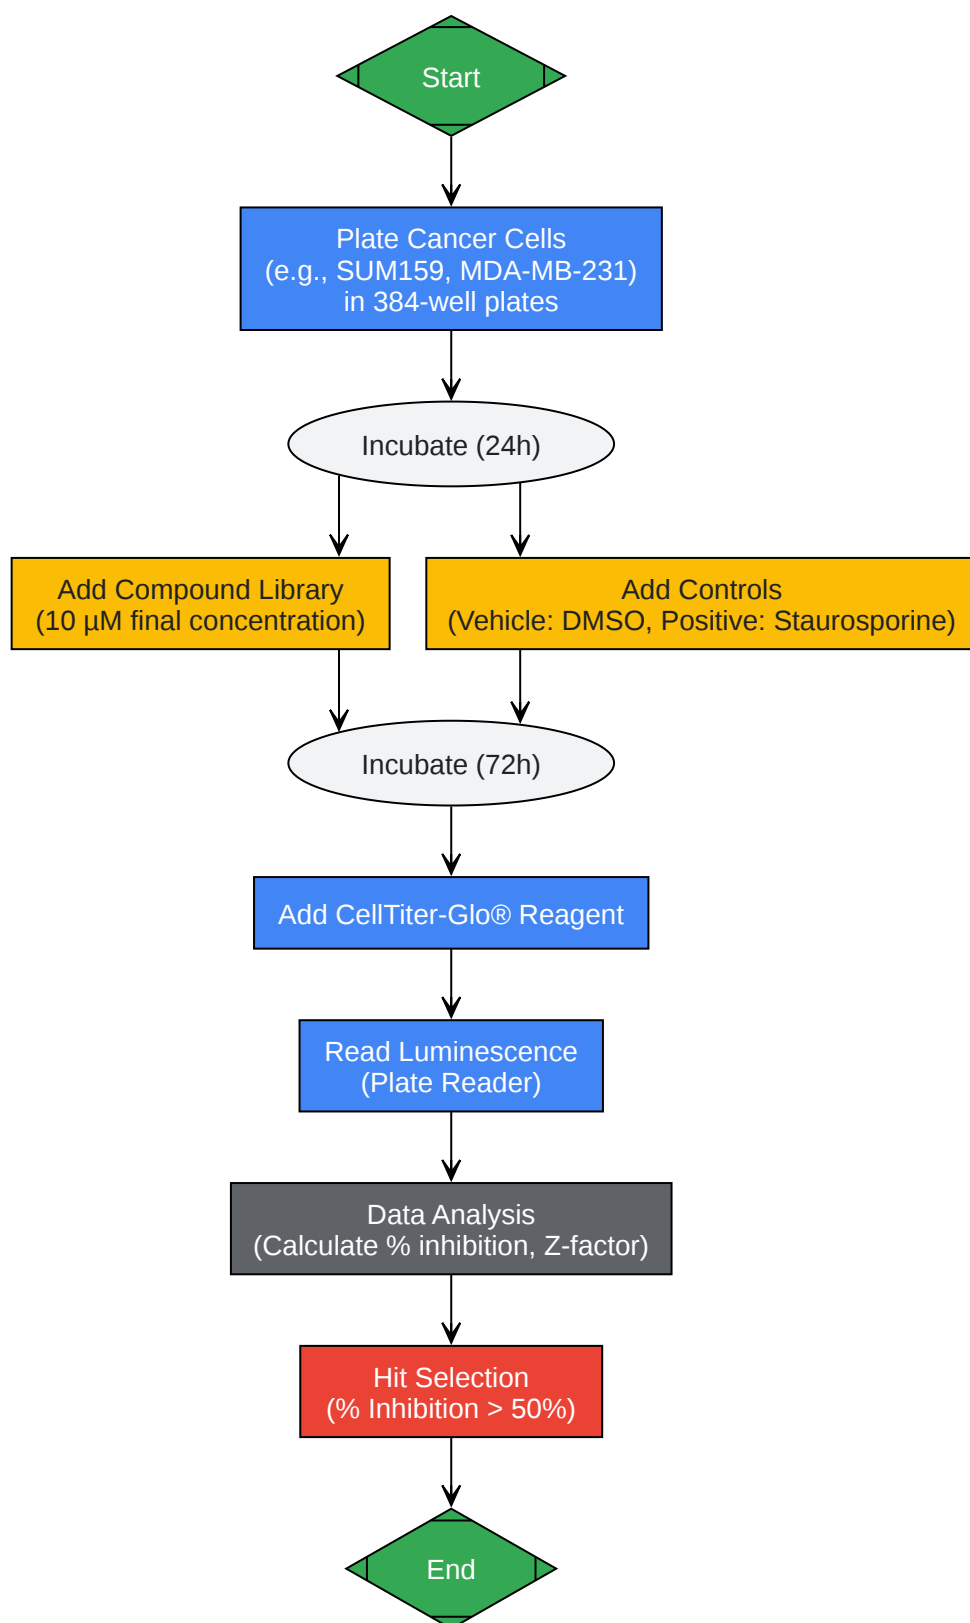 Start
Plate Cancer Cells
(e.g., SUM159, MDA-MB-231)
in 384-well plates
Incubate (24h)
Add Compound Library
(10 µM final concentration)
Add Controls
(Vehicle: DMSO, Positive: Staurosporine)
Incubate (72h)
Add CellTiter-Glo® Reagent
Read Luminescence
(Plate Reader)
Data Analysis
(Calculate % inhibition, Z-factor)
Hit Selection
(% Inhibition > 50%)
End